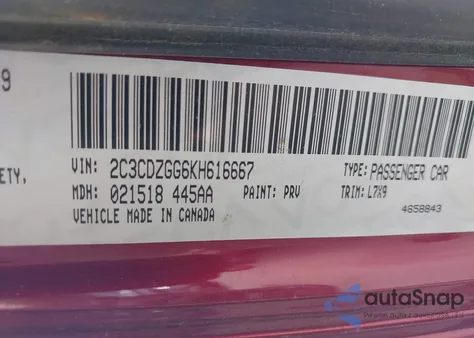 9
VIN: 2C3CDZGG6KH616667 TYPE: PASSENGER CAR
ETY, MDH: 021518 445AA PAINT: PRV TRIM: L7X9
VEHICLE MADE IN CANADA 4658843
autoSnap